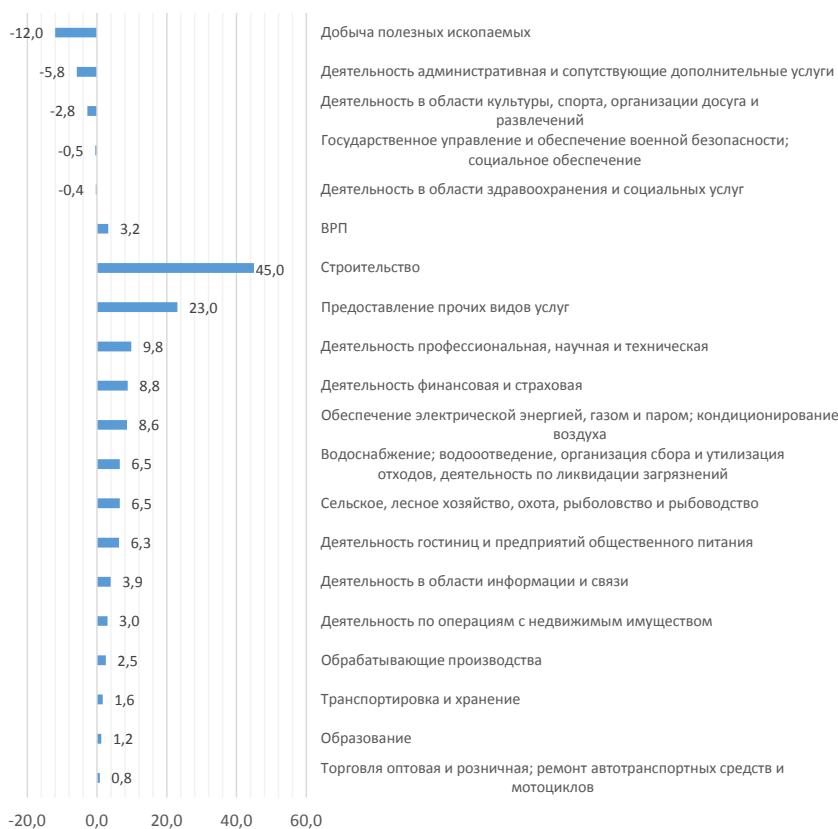 -12,0 Добыча полезных ископаемых
-5,8 Деятельность административная и сопутствующие дополнительные услуги
-2,8 Деятельность в области культуры, спорта, организации досуга и
развлечений
-0,5 Государственное управление и обеспечение военной безопасности;
социальное обеспечение
-0,4 Деятельность в области здравоохранения и социальных услуг
3,2 ВРП
45,0 Строительство
23,0 Предоставление прочих видов услуг
9,8 Деятельность профессиональная, научная и техническая
8,8 Деятельность финансовая и страховая
8,6 Обеспечение электрической энергией, газом и паром; кондиционирование
воздуха
6,5 Водоснабжение; водооотведение, организация сбора и утилизация
отходов, деятельность по ликвидации загрязнений
6,5 Сельское, лесное хозяйство, охота, рыболовство и рыбоводство
6,3 Деятельность гостиниц и предприятий общественного питания
3,9 Деятельность в области информации и связи
3,0 Деятельность по операциям с недвижимым имуществом
2,5 Обрабатывающие производства
1,6 Транспортировка и хранение
1,2 Образование
0,8 Торговля оптовая и розничная; ремонт автотранспортных средств и
мотоциклов
-20,0 0,0 20,0 40,0 60,0